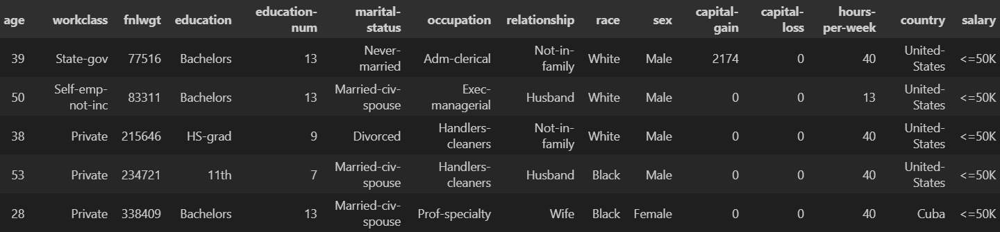 age workclass fnlwgt education education-num marital-status occupation relationship race sex capital-gain capital-loss hours-per-week country salary
39 State-gov 77516 Bachelors 13 Never-married Adm-clerical Not-in-family White Male 2174 0 40 United-States <=50K
50 Self-emp-not-inc 83311 Bachelors 13 Married-civ-spouse Exec-managerial Husband White Male 0 0 13 United-States <=50K
38 Private 215646 HS-grad 9 Divorced Handlers-cleaners Not-in-family White Male 0 0 40 United-States <=50K
53 Private 234721 11th 7 Married-civ-spouse Handlers-cleaners Husband Black Male 0 0 40 United-States <=50K
28 Private 338409 Bachelors 13 Married-civ-spouse Prof-specialty Wife Black Female 0 0 40 Cuba <=50K